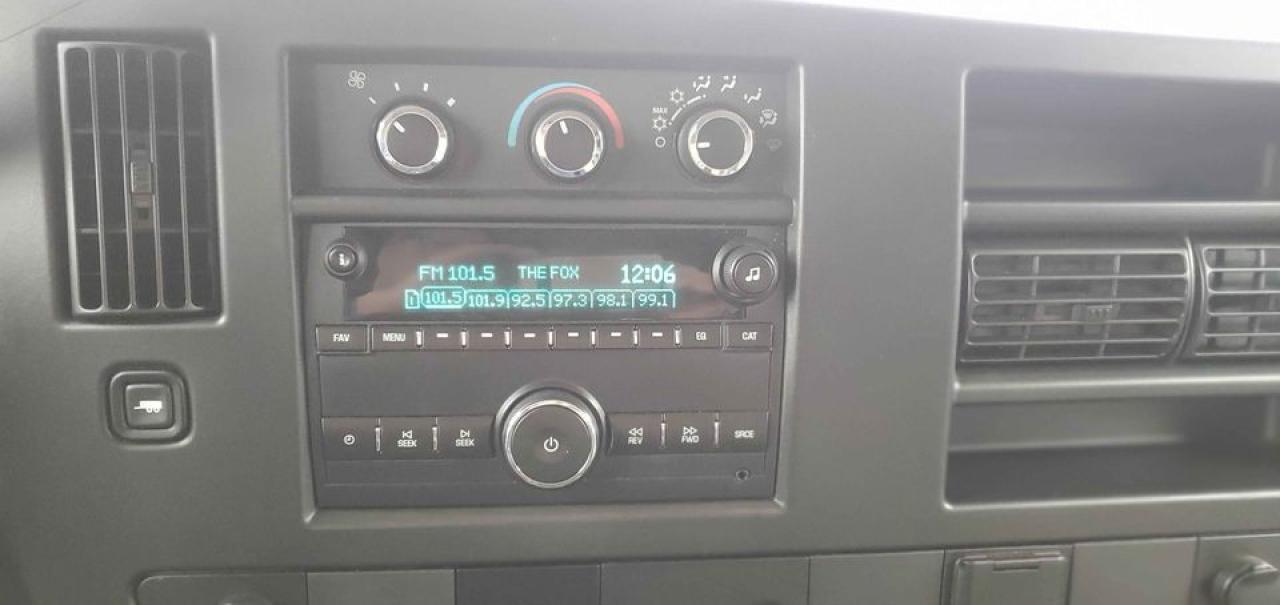 MAX
FM 101.5 THE FOX 12:06
1 101.5 101.9 92.5 97.3 98.1 99.1
FAV MENU EQ CAT
SEEK SEEK REV FWD SRCE